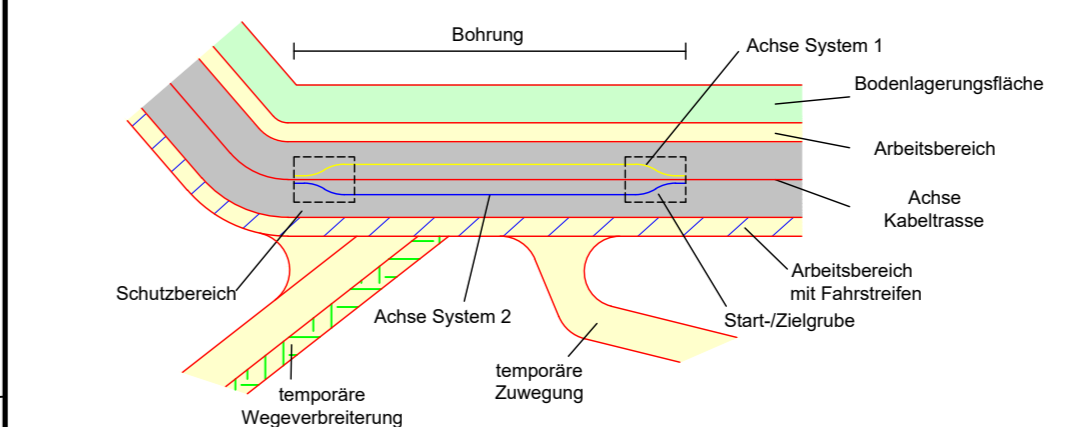 Bohrung
Achse System 1
Bodenlagerungsfläche
Arbeitsbereich
Achse
Kabeltrasse
Arbeitsbereich
mit Fahrstreifen
Start-/Zielgrube
Schutzbereich
Achse System 2
temporäre
Zuwegung
temporäre
Wegeverbreiterung